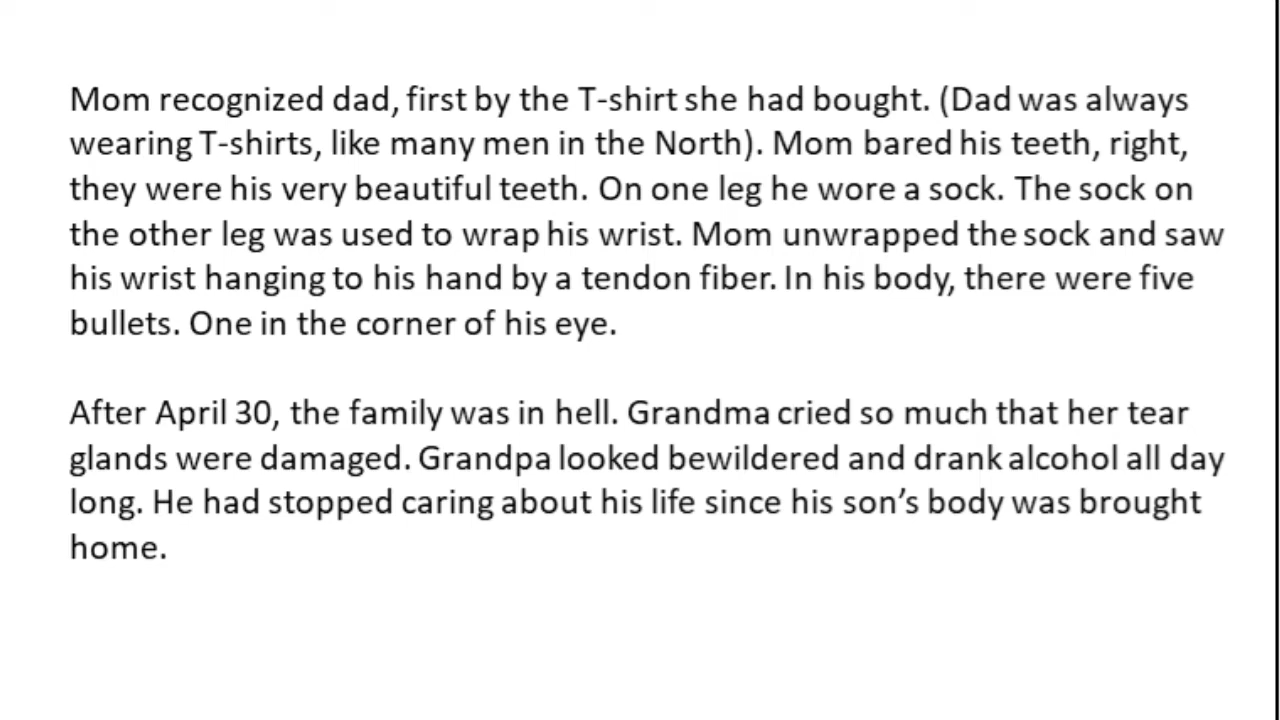 Mom recognized dad, first by the T-shirt she had bought. (Dad was always
wearing T-shirts, like many men in the North). Mom bared his teeth, right,
they were his very beautiful teeth. On one leg he wore a sock. The sock on
the other leg was used to wrap his wrist. Mom unwrapped the sock and saw
his wrist hanging to his hand by a tendon fiber. In his body, there were five
bullets. One in the corner of his eye.
After April 30, the family was in hell. Grandma cried so much that her tear
glands were damaged. Grandpa looked bewildered and drank alcohol all day
long. He had stopped caring about his life since his son’s body was brought
home.